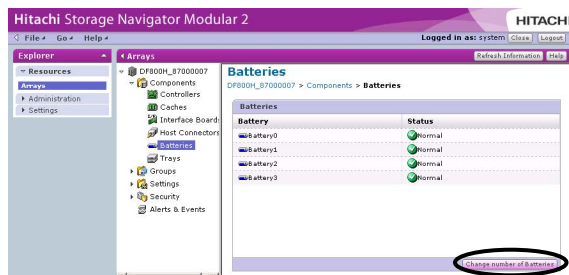 Hitachi Storage Navigator Modular 2
HITACHI
File Go Help
Logged in as: system Close Logout
Explorer
Arrays
Refresh Information Help
Resources
Arrays
Administration
Settings
DF800H_87000007
Components
Controllers
Caches
Interface Boards
Host Connectors
Batteries
Trays
Groups
Settings
Security
Alerts & Events
Batteries
DF800H_87000007 > Components > Batteries
Batteries
Battery Status
Battery0 Normal
Battery1 Normal
Battery2 Normal
Battery3 Normal
Change number of Batteries